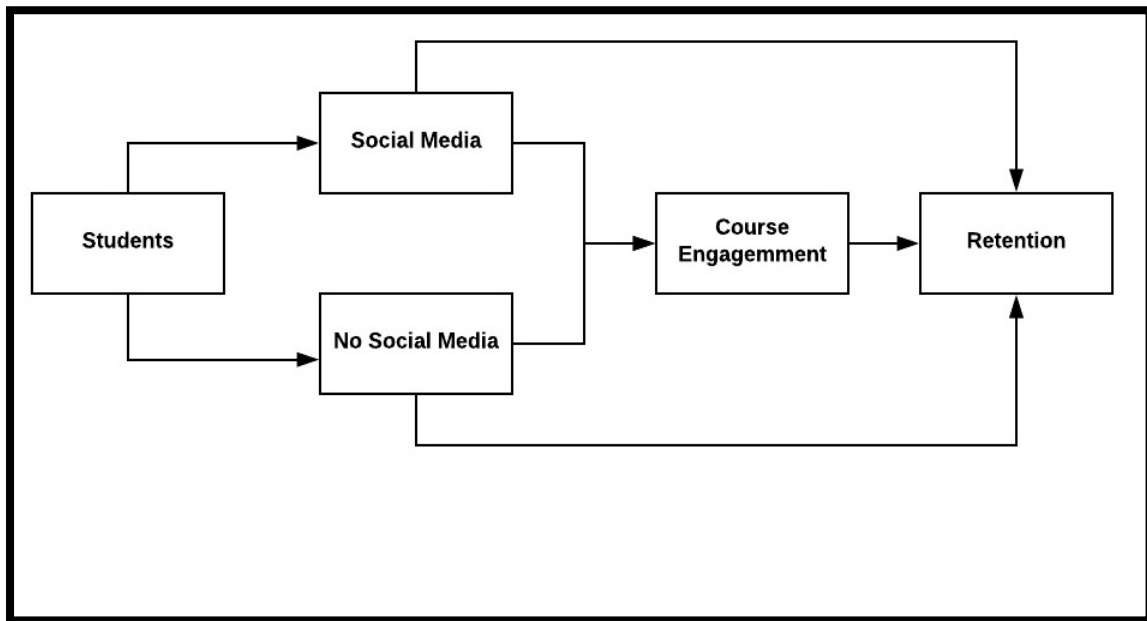 Social Media
Students
Course
Engagemment
Retention
No Social Media